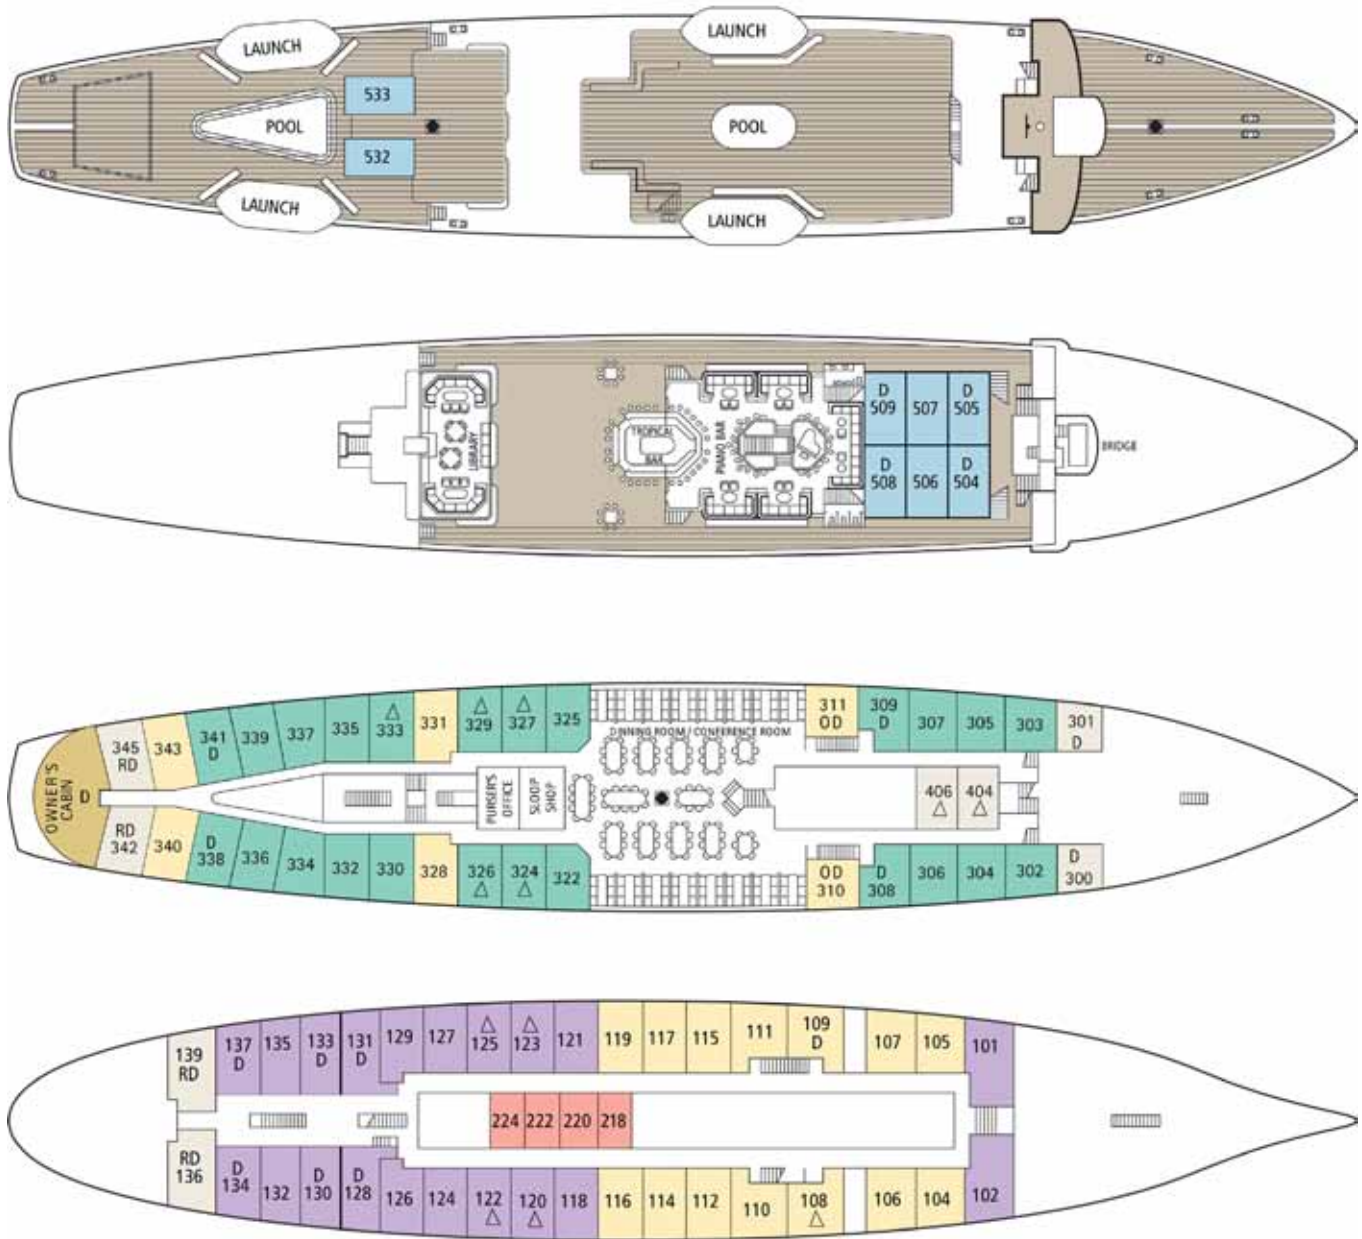 LAUNCH
LAUNCH
533
POOL
POOL
532
LAUNCH
LAUNCH
LIBRARY
TROPICAL
BAR
PIANO BAR
D
509
507
D
505
D
508
506
D
504
BRIDGE
OWNER'S
CABIN
D
345
RD
343
341
D
339
337
335
△
333
331
△
329
△
327
325
DINNING ROOM / CONFERENCE ROOM
311
OD
309
D
307
305
303
301
D
PURSER'S
OFFICE
SLOOP
SHOP
406
△
404
△
RD
342
340
D
338
336
334
332
330
328
326
△
324
△
322
OD
310
D
308
306
304
302
D
300
139
RD
137
D
135
133
D
131
D
129
127
△
125
△
123
121
119
117
115
111
109
D
107
105
101
224
222
220
218
RD
136
D
134
132
D
130
D
128
126
124
122
△
120
△
118
116
114
112
110
108
△
106
104
102